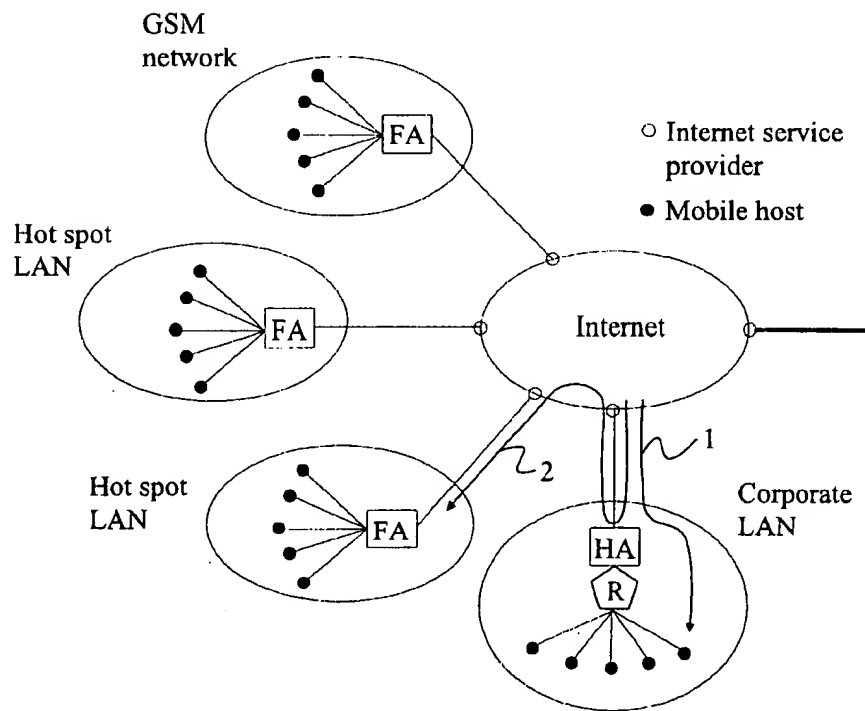 GSM
network
FA
Internet service
provider
Mobile host
Hot spot
LAN
FA
Internet
1
2
Hot spot
LAN
FA
Corporate
LAN
HA
R